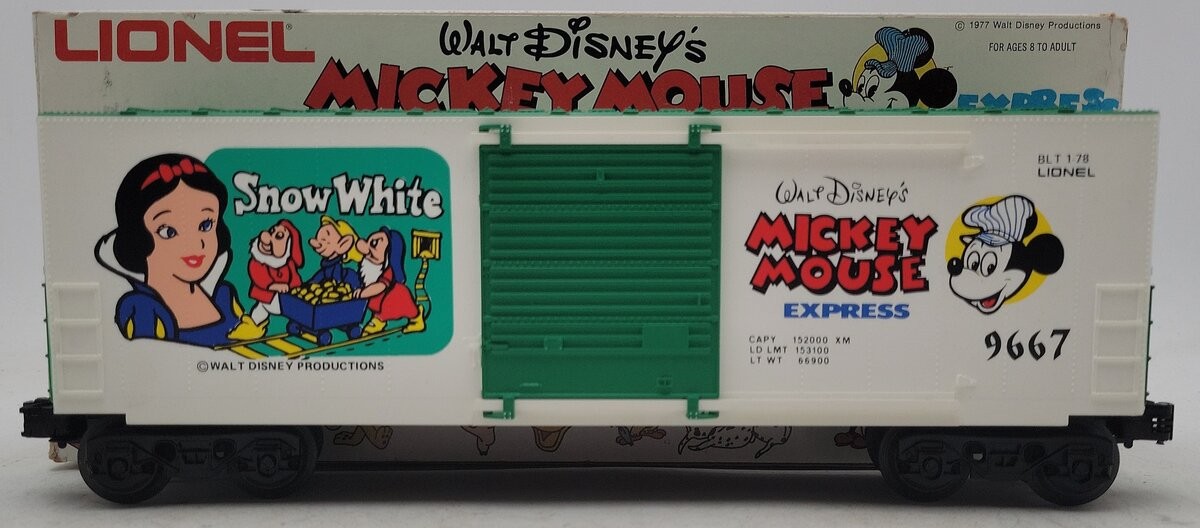 LIONEL
WALT DISNEY'S
MICKEY MOUSE
EXPRESS
© 1977 Walt Disney Productions
FOR AGES 8 TO ADULT
Snow White
©WALT DISNEY PRODUCTIONS
WALT DISNEY'S
MICKEY
MOUSE
EXPRESS
CAPY 152000 XM
LD LMT 153100
LT WT 66900
BLT 1-78
LIONEL
9667